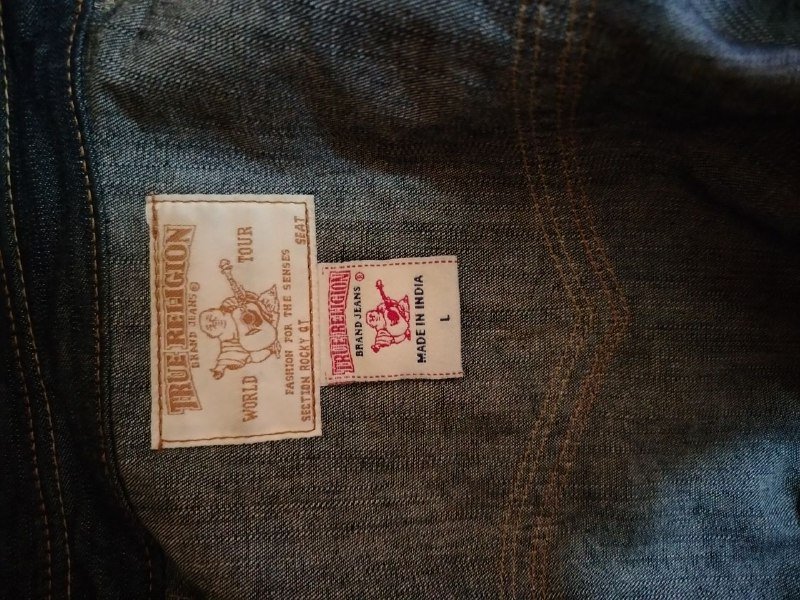 TRUE RELIGION
BRAND JEANS®
WORLD TOUR
FASHION FOR THE SENSES
SECTION ROCKY GT SEAT
TRUE RELIGION
BRAND JEANS®
MADE IN INDIA
L